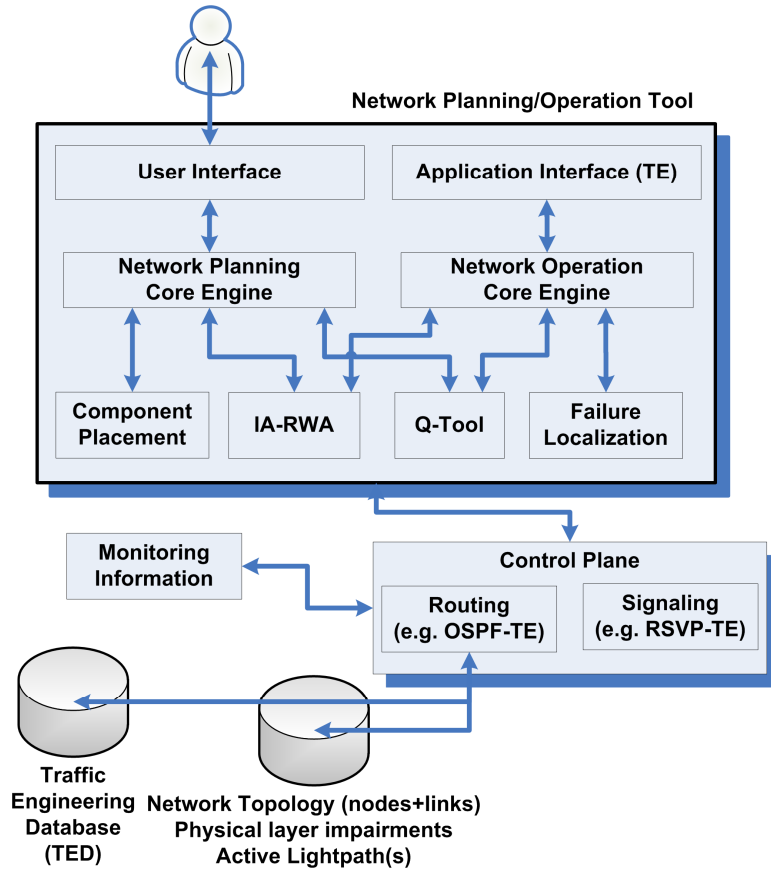 Network Planning/Operation Tool
User Interface
Application Interface (TE)
Network Planning
Core Engine
Network Operation
Core Engine
Component
Placement
IA-RWA
Q-Tool
Failure
Localization
Monitoring
Information
Control Plane
Routing
(e.g. OSPF-TE)
Signaling
(e.g. RSVP-TE)
Traffic
Engineering
Database
(TED)
Network Topology (nodes+links)
Physical layer impairments
Active Lightpath(s)